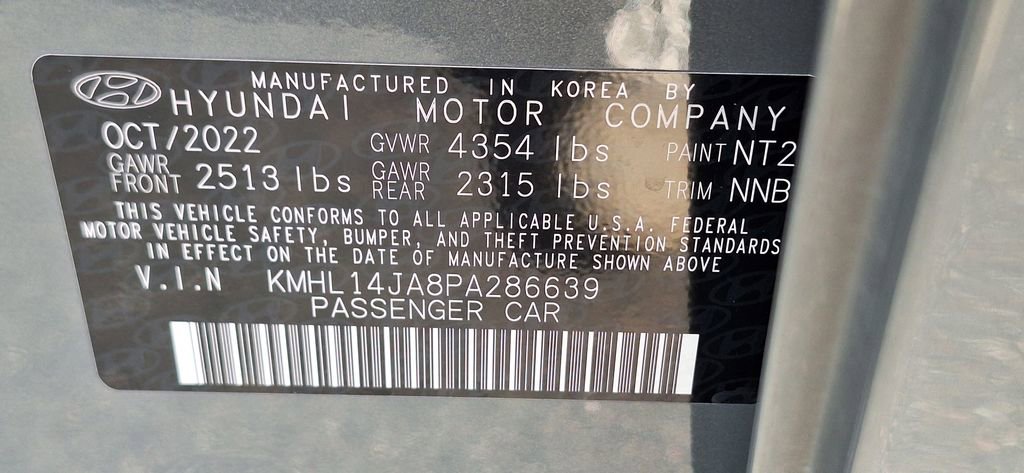 MANUFACTURED IN KOREA BY
HYUNDAI MOTOR COMPANY
OCT/2022 GVWR 4354 lbs PAINT NT2
GAWR FRONT 2513 lbs GAWR REAR 2315 lbs TRIM NNB
THIS VEHICLE CONFORMS TO ALL APPLICABLE U.S.A. FEDERAL
MOTOR VEHICLE SAFETY, BUMPER, AND THEFT PREVENTION STANDARDS
IN EFFECT ON THE DATE OF MANUFACTURE SHOWN ABOVE
V.I.N KMHL14JA8PA286639
PASSENGER CAR